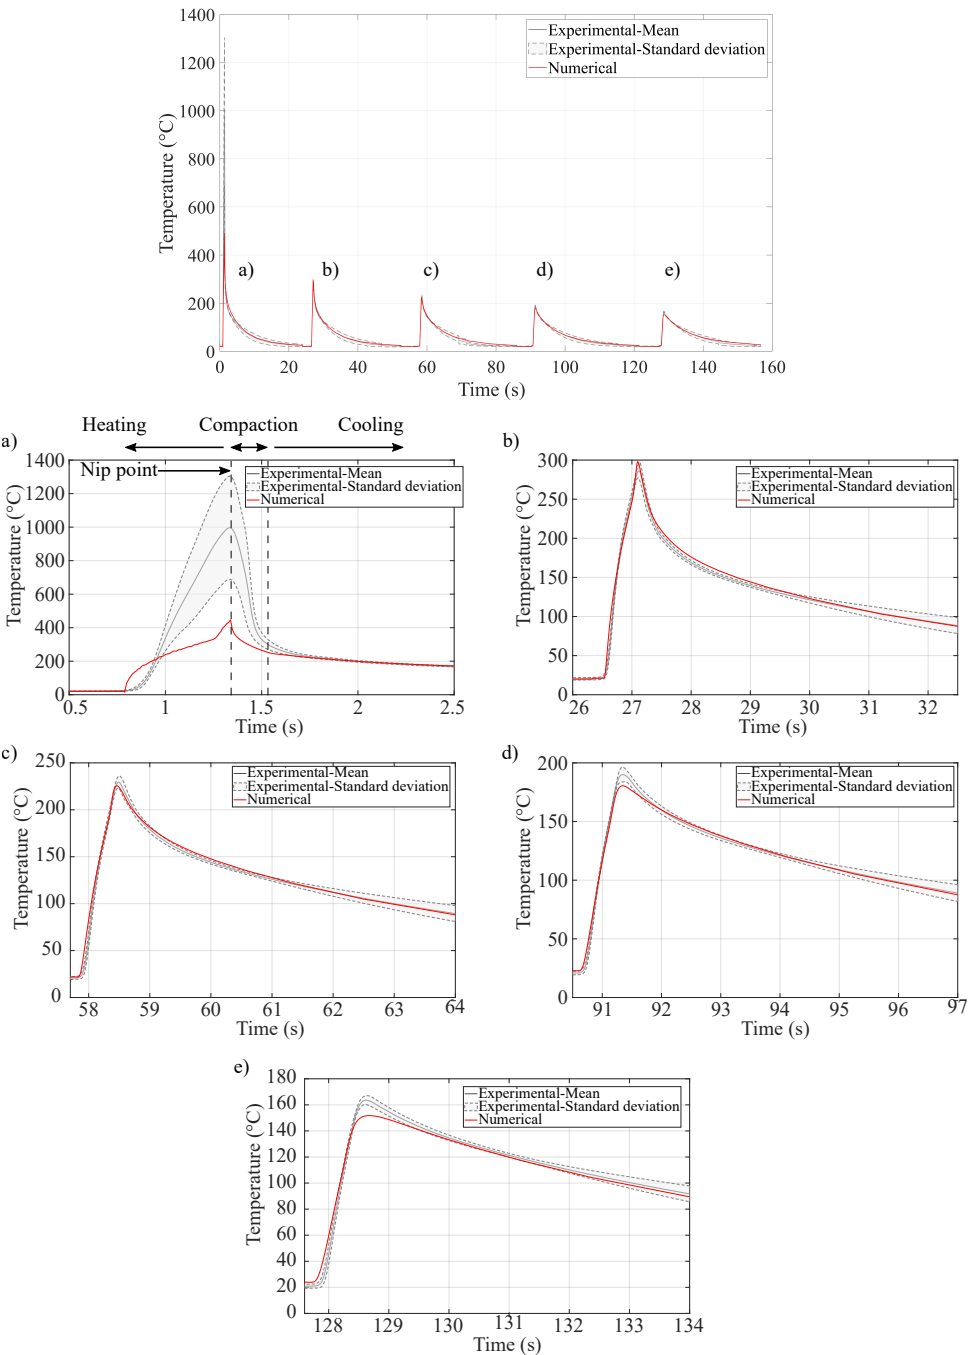 1400
1200
1000
800
600
400
200
0
Temperature (°C)
Experimental-Mean
Experimental-Standard deviation
Numerical
a)
b)
c)
d)
e)
0 20 40 60 80 100 120 140 160
Time (s)
Heating Compaction Cooling
a)
Nip point
1400
1200
1000
800
600
400
200
0
Temperature (°C)
Experimental-Mean
Experimental-Standard deviation
Numerical
0.5 1 1.5 2 2.5
Time (s)
b)
300
250
200
150
100
50
0
Temperature (°C)
Experimental-Mean
Experimental-Standard deviation
Numerical
26 27 28 29 30 31 32
Time (s)
c)
250
200
150
100
50
0
Temperature (°C)
Experimental-Mean
Experimental-Standard deviation
Numerical
58 59 60 61 62 63 64
Time (s)
d)
200
150
100
50
0
Temperature (°C)
Experimental-Mean
Experimental-Standard deviation
Numerical
91 92 93 94 95 96 97
Time (s)
e)
180
160
140
120
100
80
60
40
20
0
Temperature (°C)
Experimental-Mean
Experimental-Standard deviation
Numerical
128 129 130 131 132 133 134
Time (s)